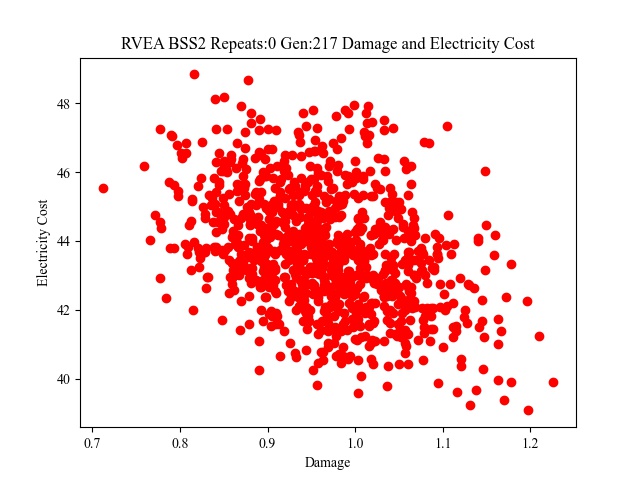 RVEA BSS2 Repeats:0 Gen:217 Damage and Electricity Cost
Electricity Cost
48
46
44
42
40
0.7 0.8 0.9 1.0 1.1 1.2
Damage